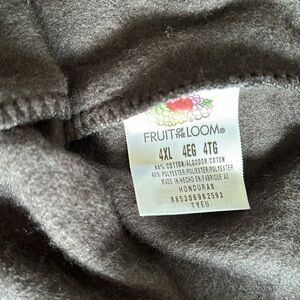 FRUIT OF THE LOOM®
4XL 4EG 4TG
60% COTTON/ALGODON/COTON
40% POLYESTER/POLIESTER/POLYESTER
MADE IN/HECHO EN/FABRIQUE AU
HONDURAS
885306962593
TYEU